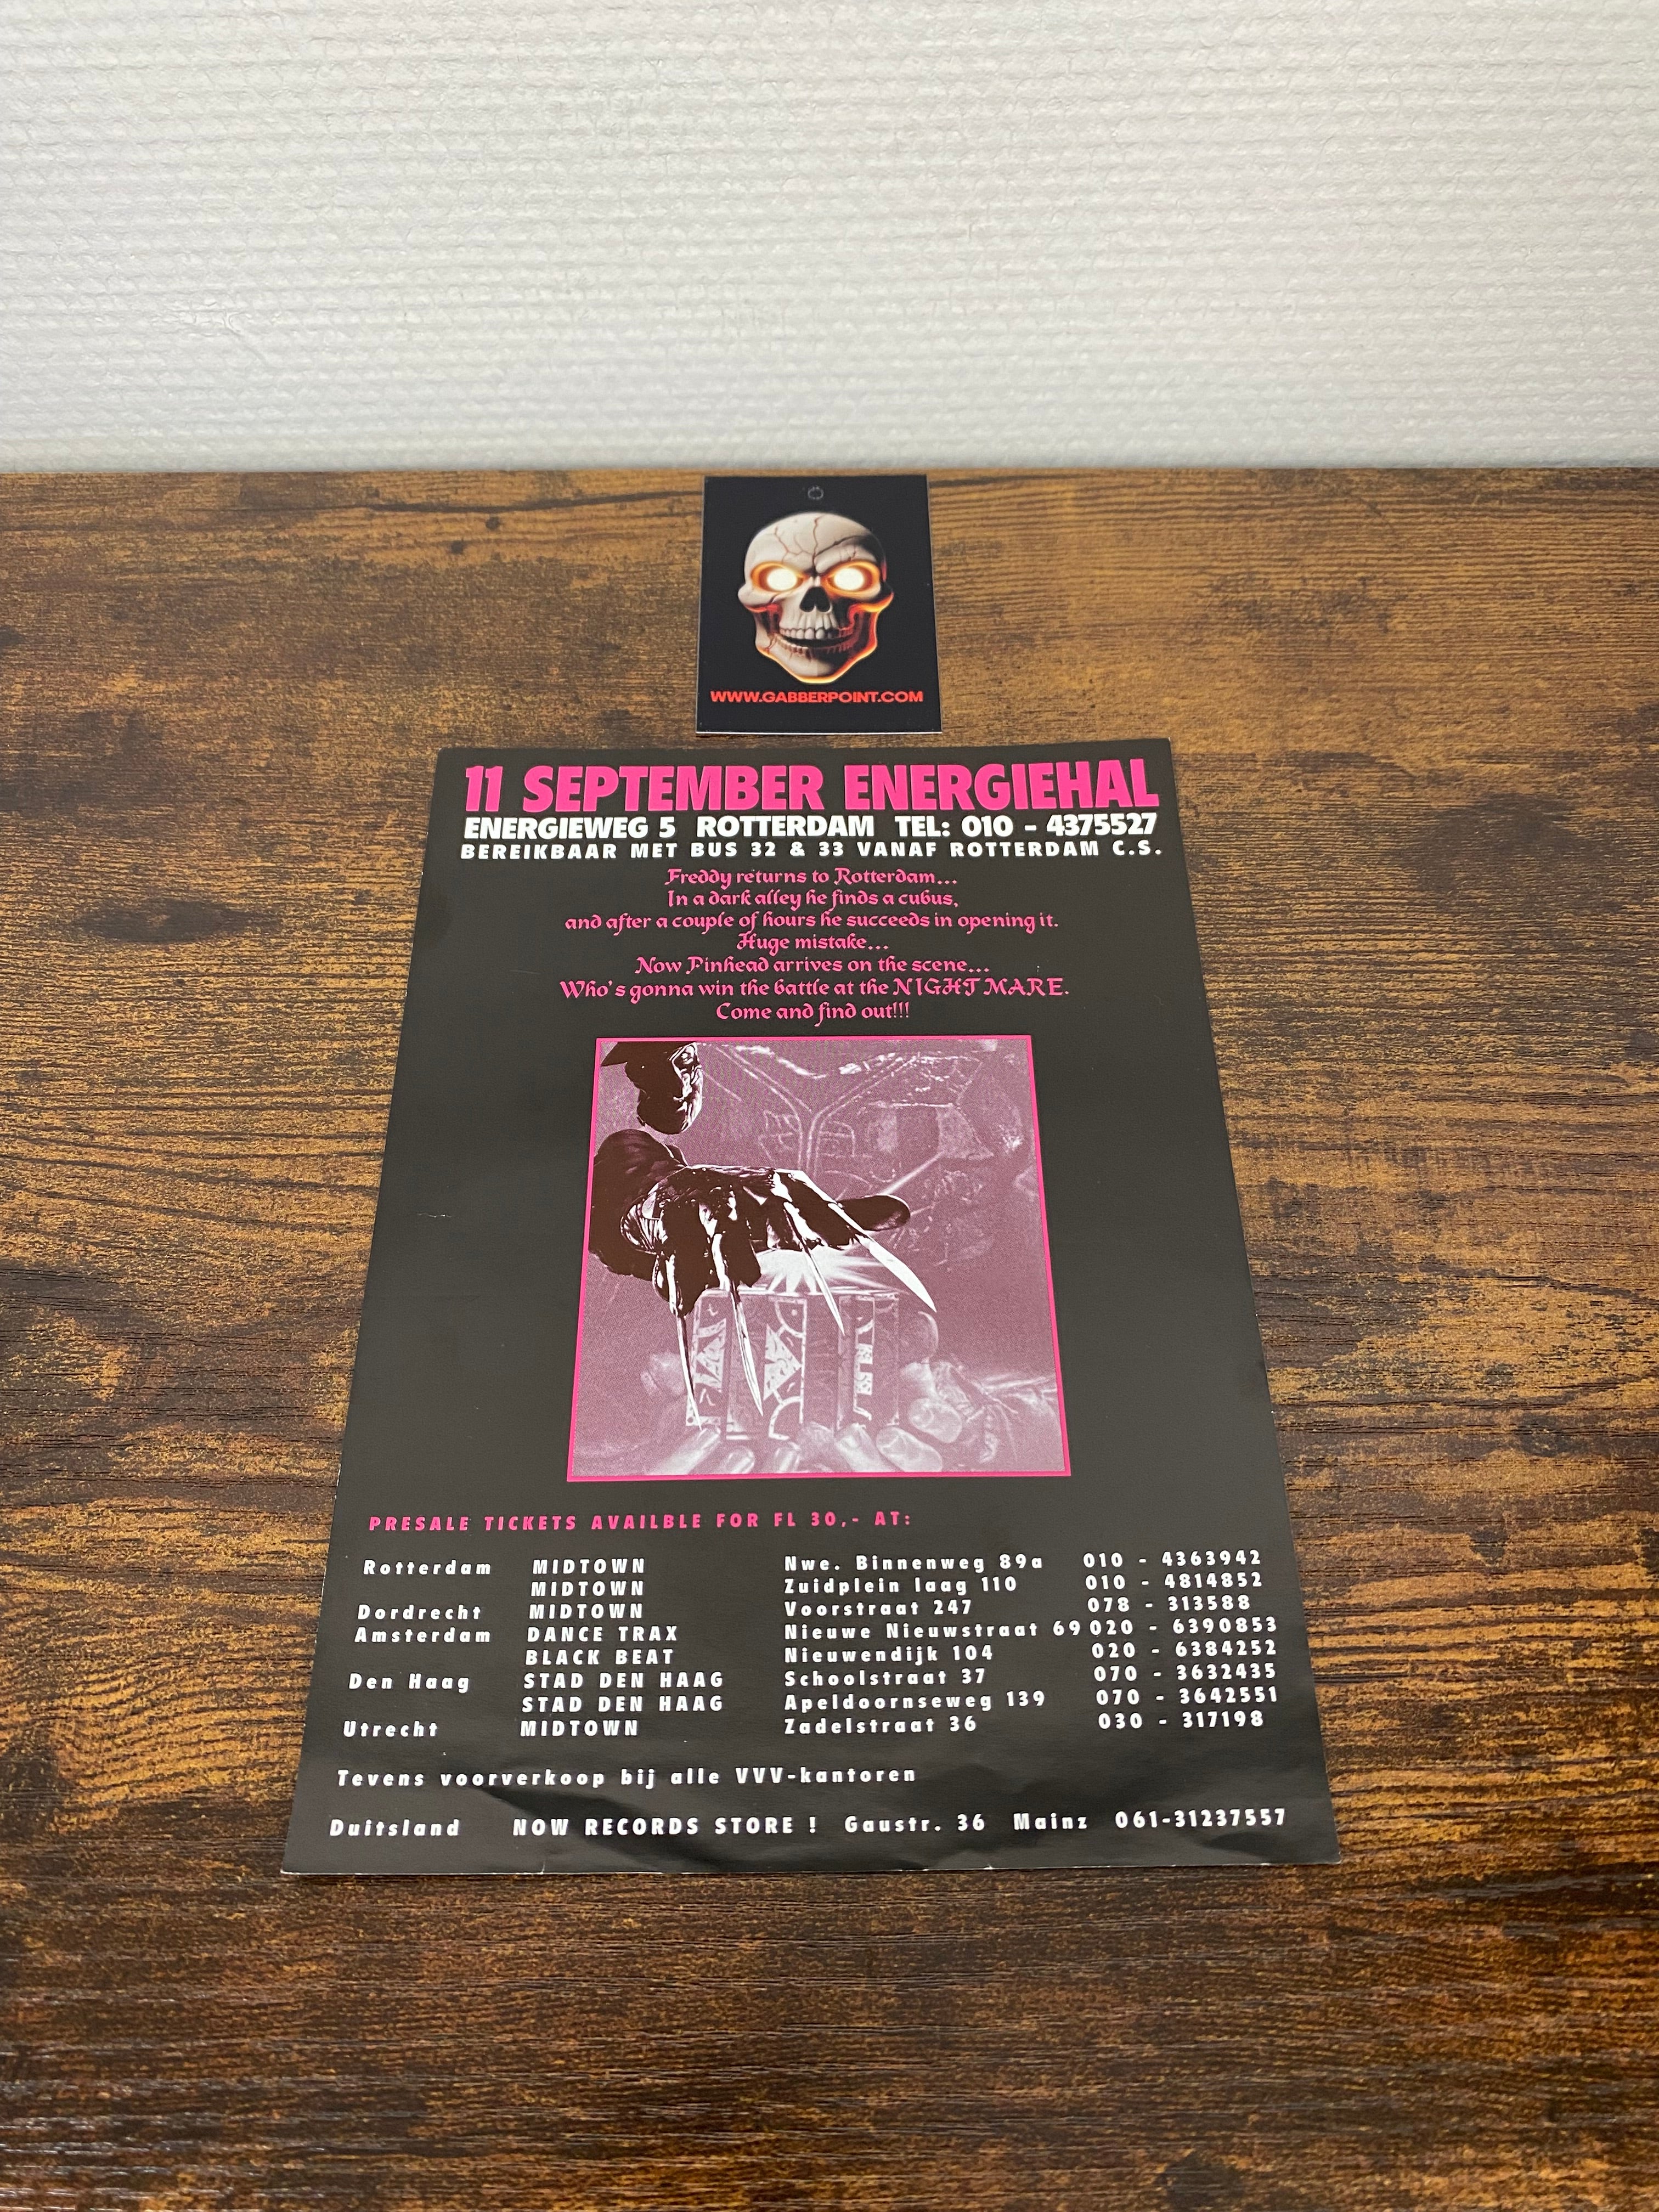 WWW.GABBERPOINT.COM
11 SEPTEMBER ENERGIEHAL
ENERGIEWEG 5 ROTTERDAM TEL: 010 - 4375527
BEREIKBAAR MET BUS 32 & 33 VANAF ROTTERDAM C.S.
Freddy returns to Rotterdam...
In a dark alley he finds a cubus,
and after a couple of hours he succeeds in opening it.
Huge mistake...
Now Pinhead arrives on the scene...
Who's gonna win the battle at the NIGHTMARE.
Come and find out!!!
PRESALE TICKETS AVAILBLE FOR FL 30,- AT:
Rotterdam MIDTOWN Nwe. Binnenweg 89a 010 - 4363942
MIDTOWN Zuidplein laag 110 010 - 4814852
Dordrecht MIDTOWN Voorstraat 247 078 - 313588
Amsterdam DANCE TRAX Nieuwe Nieuwstraat 69 020 - 6390853
BLACK BEAT Nieuwendijk 104 020 - 6384252
Den Haag STAD DEN HAAG Schoolstraat 37 070 - 3632435
STAD DEN HAAG Apeldoornseweg 139 070 - 3642551
Utrecht MIDTOWN Zadelstraat 36 030 - 317198
Tevens voorverkoop bij alle VVV-kantoren
Duitsland NOW RECORDS STORE ! Gaustr. 36 Mainz 061-31237557